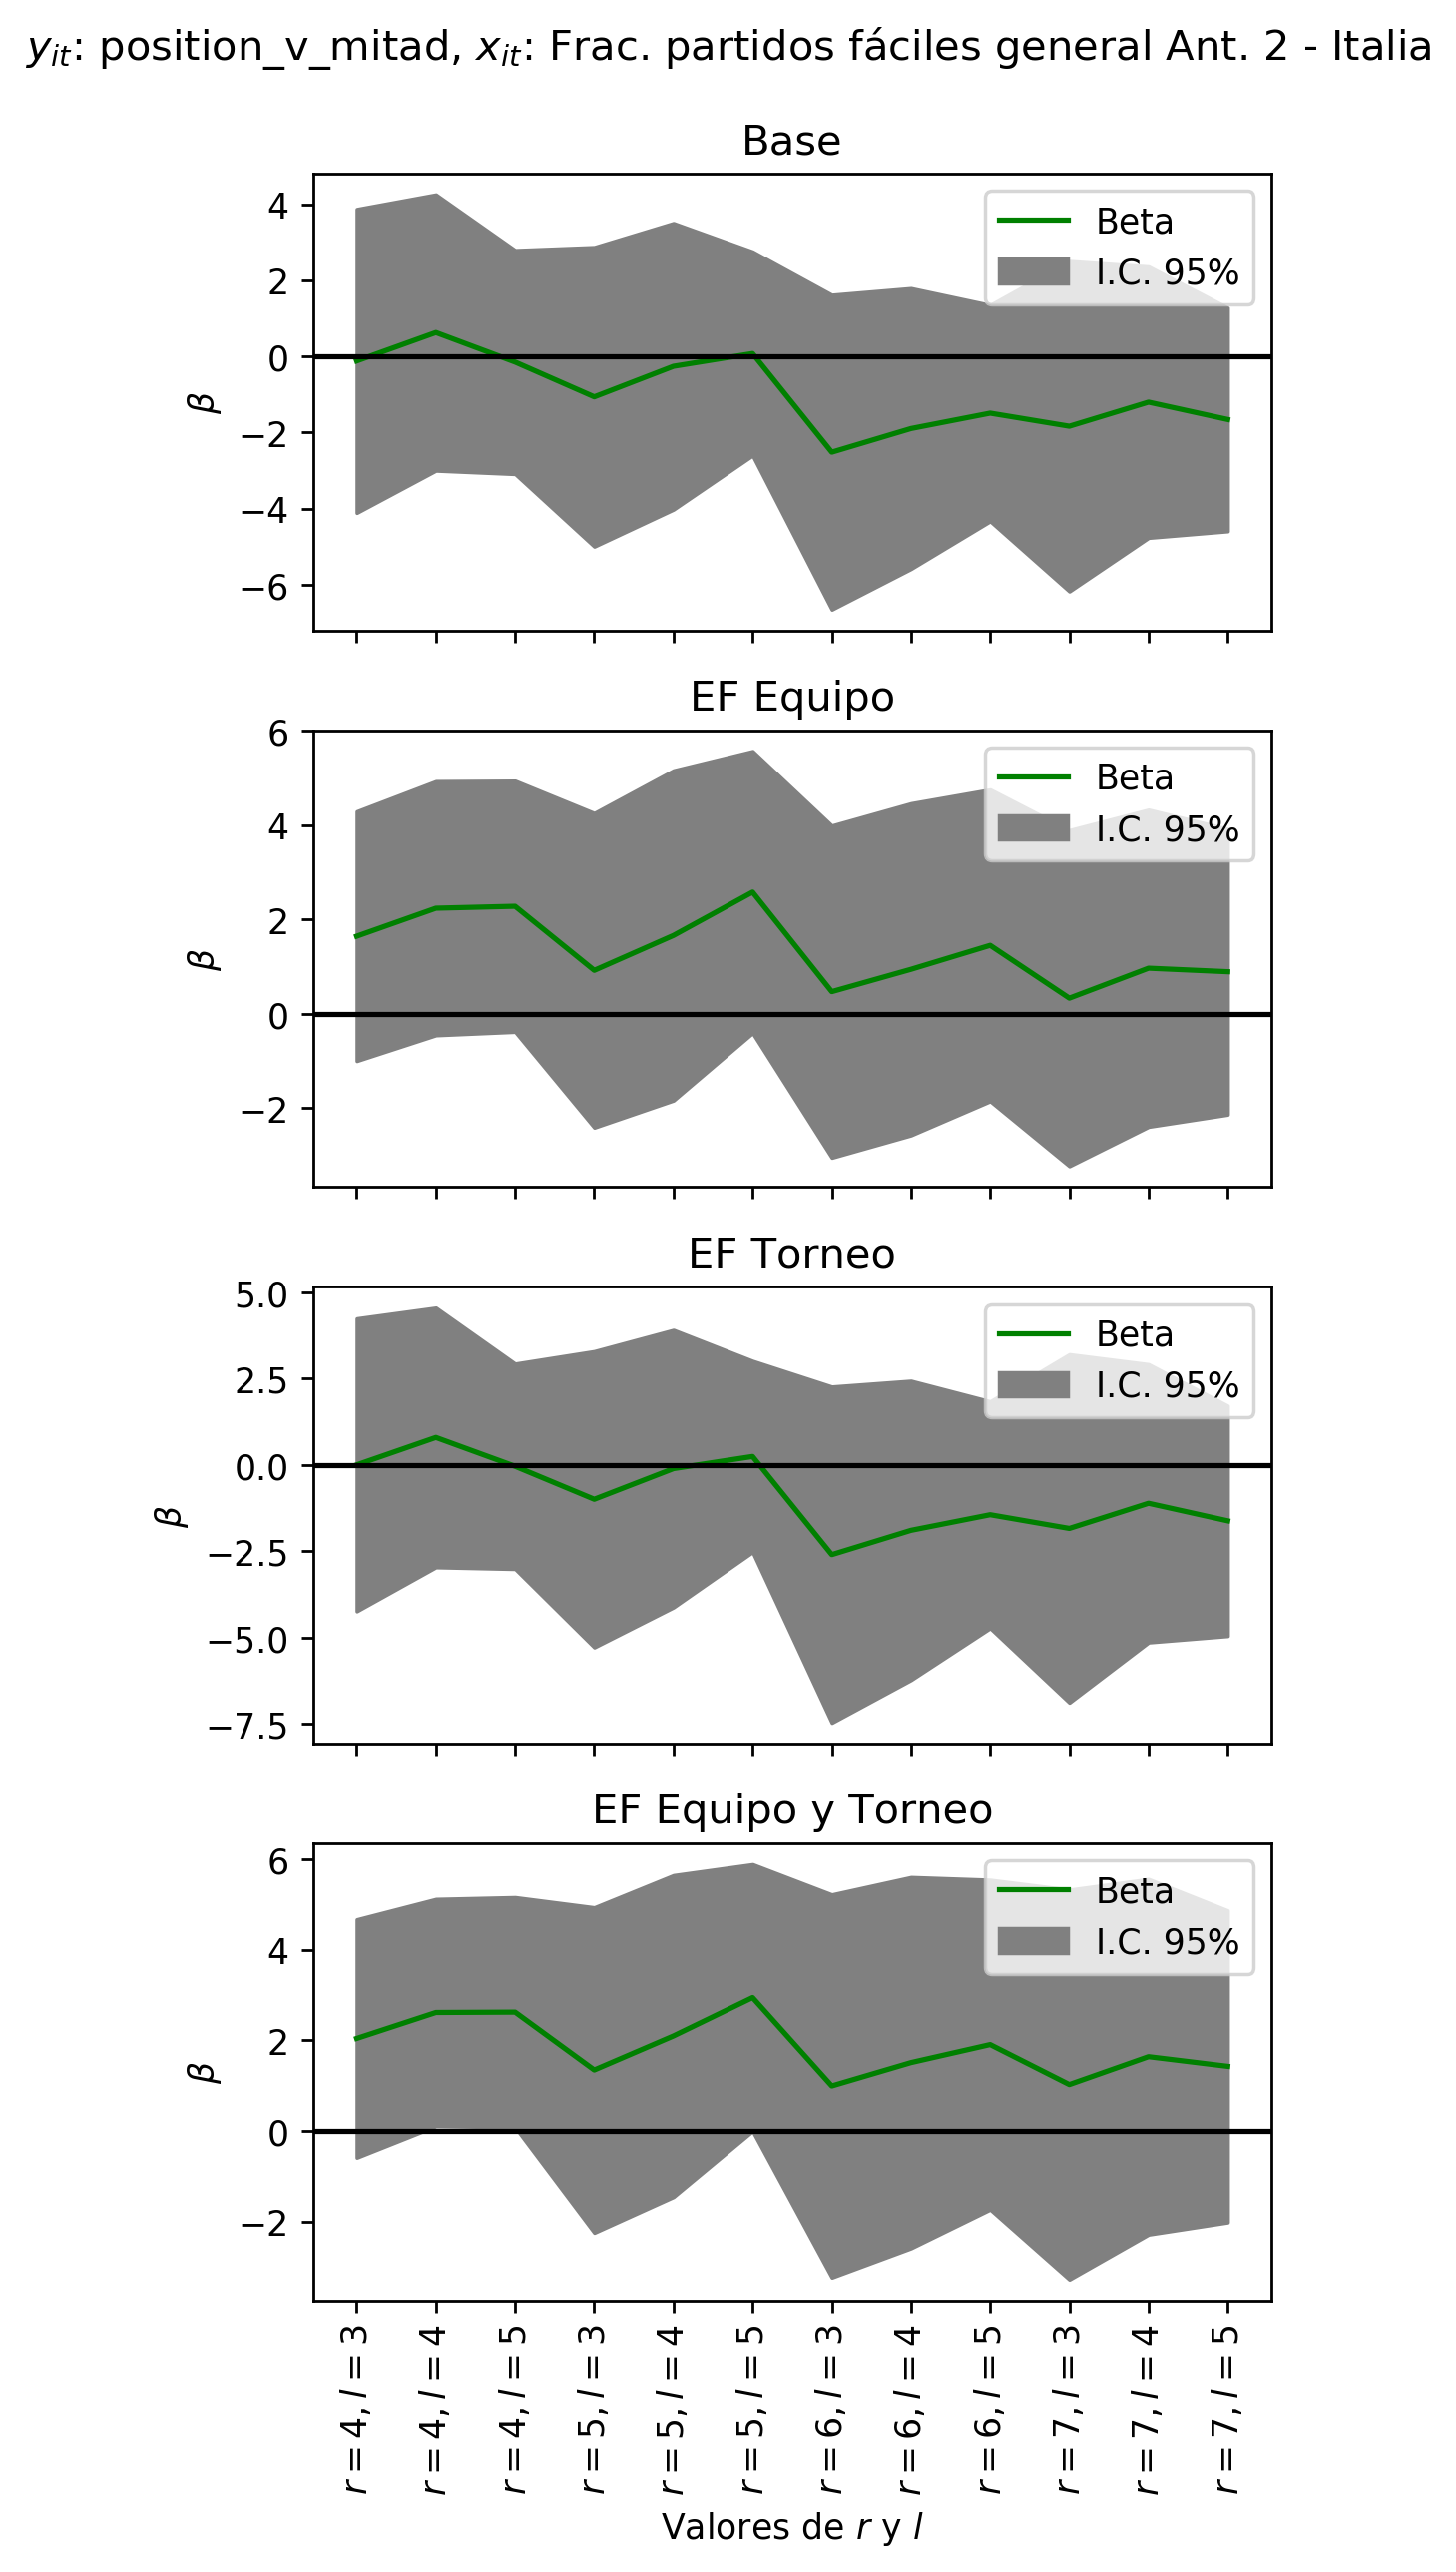 y_{it}: position_v_mitad, x_{it}: Frac. partidos fáciles general Ant. 2 - Italia
Base
Beta
I.C. 95%
4
2
0
−2
−4
−6
β
EF Equipo
Beta
I.C. 95%
6
4
2
0
−2
β
EF Torneo
Beta
I.C. 95%
5.0
2.5
0.0
−2.5
−5.0
−7.5
β
EF Equipo y Torneo
Beta
I.C. 95%
6
4
2
0
−2
β
r = 4, l = 3
r = 4, l = 4
r = 4, l = 5
r = 5, l = 3
r = 5, l = 4
r = 5, l = 5
r = 6, l = 3
r = 6, l = 4
r = 6, l = 5
r = 7, l = 3
r = 7, l = 4
r = 7, l = 5
Valores de r y l